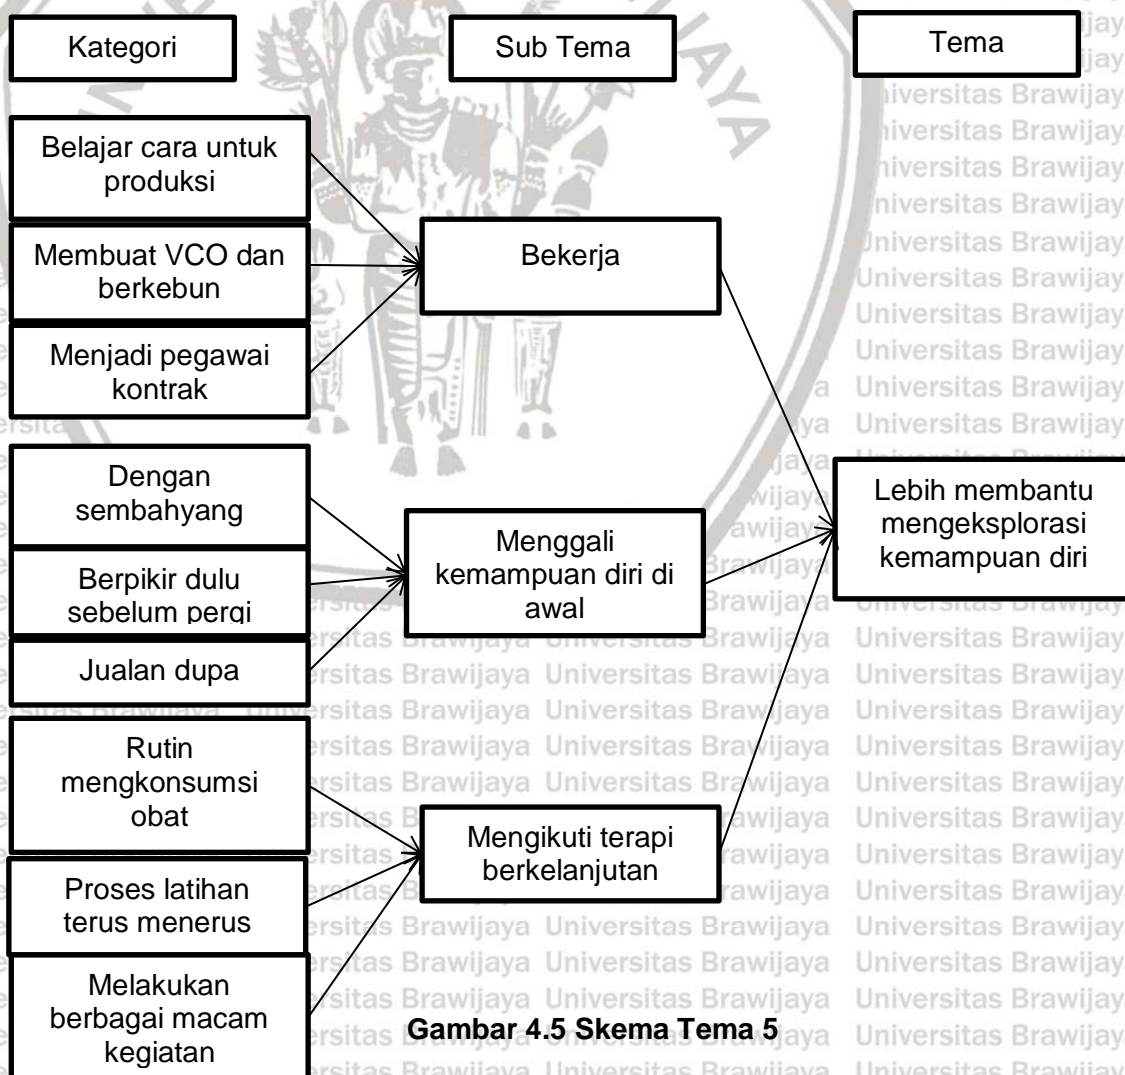 Kategori
Sub Tema
Tema
Belajar cara untuk
produksi
Membuat VCO dan
berkebun
Menjadi pegawai
kontrak
Bekerja
Dengan
sembahyang
Berpikir dulu
sebelum pergi
Jualan dupa
Menggali
kemampuan diri di
awal
Lebih membantu
mengeksplorasi
kemampuan diri
Rutin
mengkonsumsi
obat
Proses latihan
terus menerus
Melakukan
berbagai macam
kegiatan
Mengikuti terapi
berkelanjutan
Gambar 4.5 Skema Tema 5